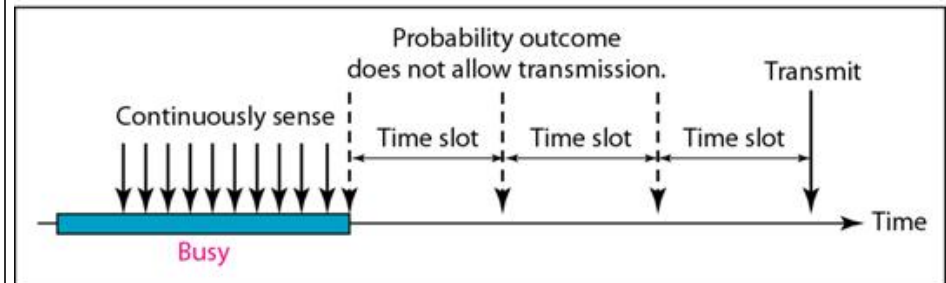 Probability outcome
does not allow transmission.
Transmit
Continuously sense
Time slot
Time slot
Time slot
Time
Busy